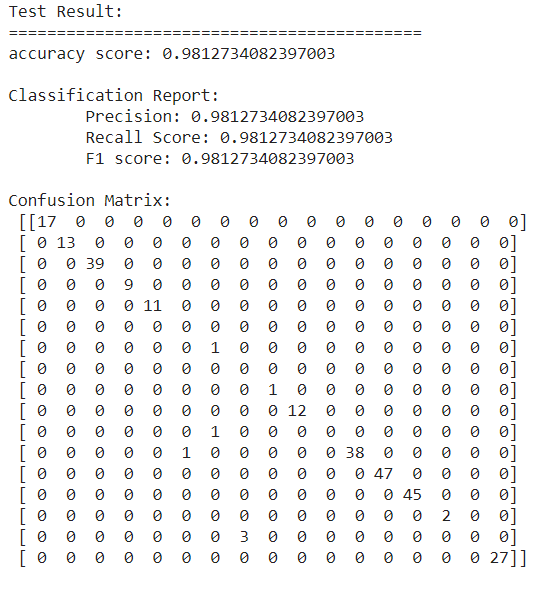 Test Result:
===========================================
accuracy score: 0.9812734082397003
Classification Report:
Precision: 0.9812734082397003
Recall Score: 0.9812734082397003
F1 score: 0.9812734082397003
Confusion Matrix:
[[17  0  0  0  0  0  0  0  0  0  0  0  0  0  0  0  0]
[ 0 13  0  0  0  0  0  0  0  0  0  0  0  0  0  0  0]
[ 0  0 39  0  0  0  0  0  0  0  0  0  0  0  0  0  0]
[ 0  0  0  9  0  0  0  0  0  0  0  0  0  0  0  0  0]
[ 0  0  0  0 11  0  0  0  0  0  0  0  0  0  0  0  0]
[ 0  0  0  0  0  0  0  0  0  0  0  0  0  0  0  0  0]
[ 0  0  0  0  0  0  1  0  0  0  0  0  0  0  0  0  0]
[ 0  0  0  0  0  0  0  0  0  0  0  0  0  0  0  0  0]
[ 0  0  0  0  0  0  0  0  1  0  0  0  0  0  0  0  0]
[ 0  0  0  0  0  0  0  0  0 12  0  0  0  0  0  0  0]
[ 0  0  0  0  0  0  1  0  0  0  0  0  0  0  0  0  0]
[ 0  0  0  0  0  1  0  0  0  0  0 38  0  0  0  0  0]
[ 0  0  0  0  0  0  0  0  0  0  0  0 47  0  0  0  0]
[ 0  0  0  0  0  0  0  0  0  0  0  0  0 45  0  0  0]
[ 0  0  0  0  0  0  0  0  0  0  0  0  0  0  2  0  0]
[ 0  0  0  0  0  0  0  3  0  0  0  0  0  0  0  0  0]
[ 0  0  0  0  0  0  0  0  0  0  0  0  0  0  0  0 27]]